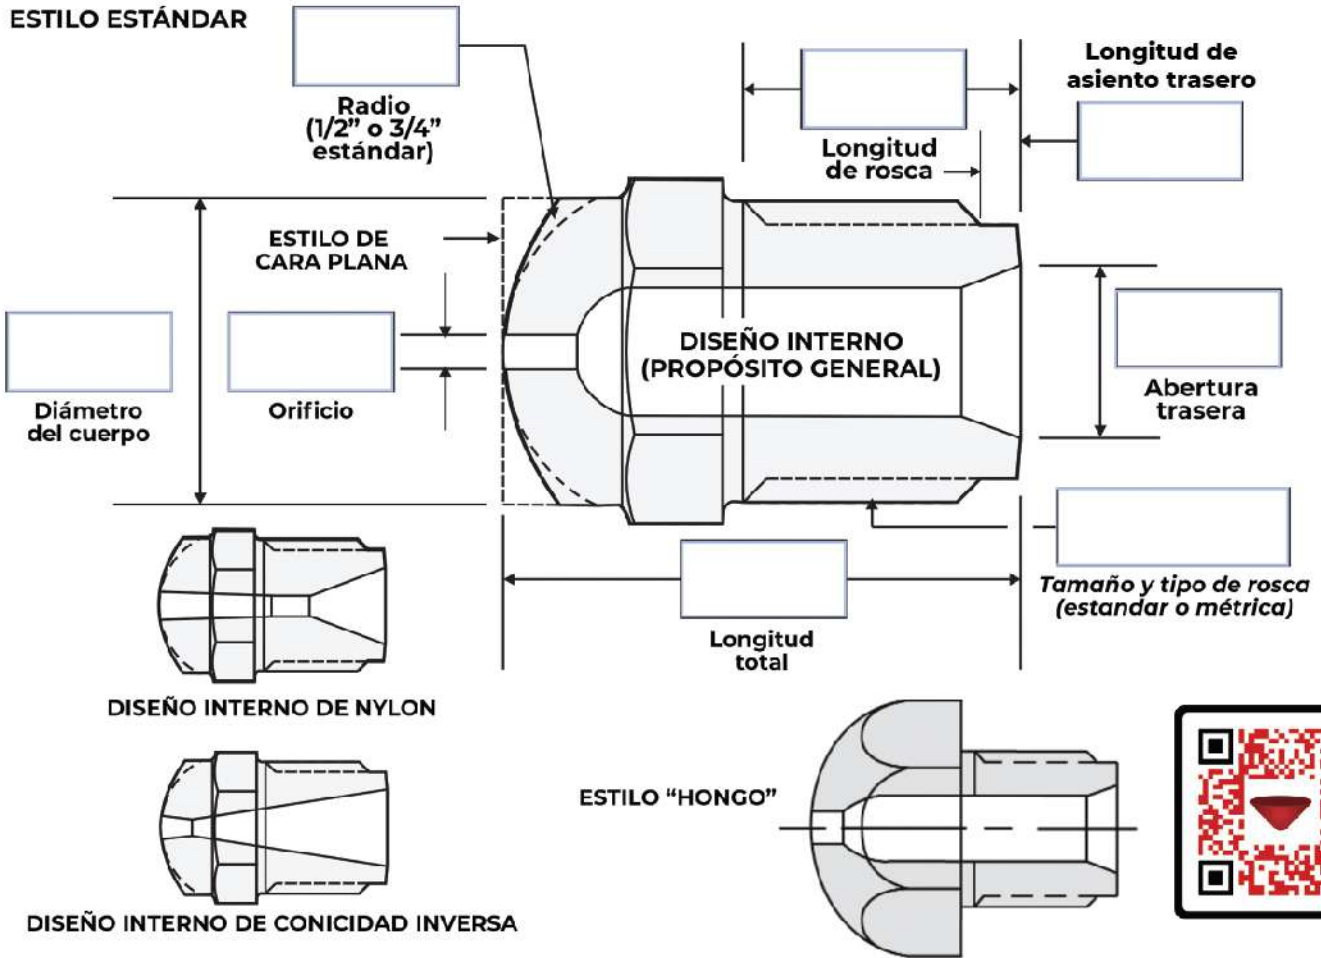 ESTILO ESTÁNDAR
Radio
(1/2” o 3/4”
estándar)
Longitud
de rosca
Longitud de
asiento trasero
ESTILO DE
CARA PLANA
Diámetro
del cuerpo
Orificio
DISEÑO INTERNO
(PROPÓSITO GENERAL)
Abertura
trasera
Tamaño y tipo de rosca
(estandar o métrica)
Longitud
total
DISEÑO INTERNO DE NYLON
ESTILO “HONGO”
DISEÑO INTERNO DE CONICIDAD INVERSA